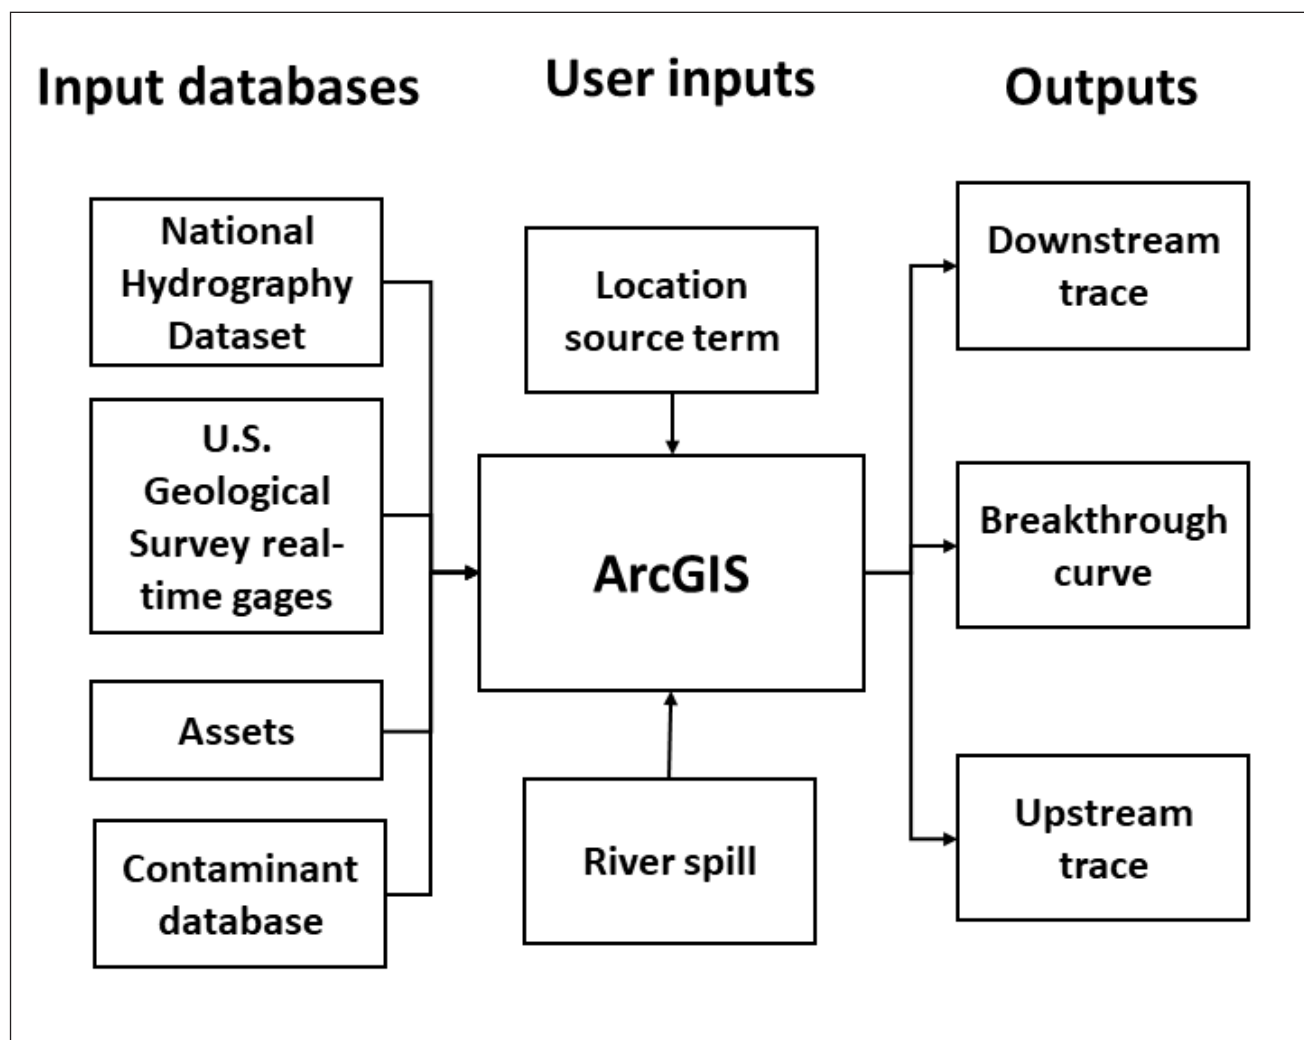 Input databases
User inputs
Outputs
National
Hydrography
Dataset
U.S.
Geological
Survey real-
time gages
Assets
Contaminant
database
Location
source term
ArcGIS
River spill
Downstream
trace
Breakthrough
curve
Upstream
trace